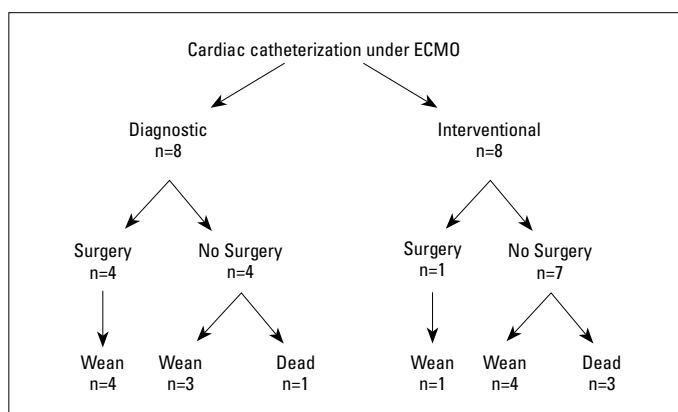 Cardiac catheterization under ECMO
Diagnostic
n=8
Interventional
n=8
Surgery
n=4
No Surgery
n=4
Surgery
n=1
No Surgery
n=7
Wean
n=4
Wean
n=3
Dead
n=1
Wean
n=1
Wean
n=4
Dead
n=3